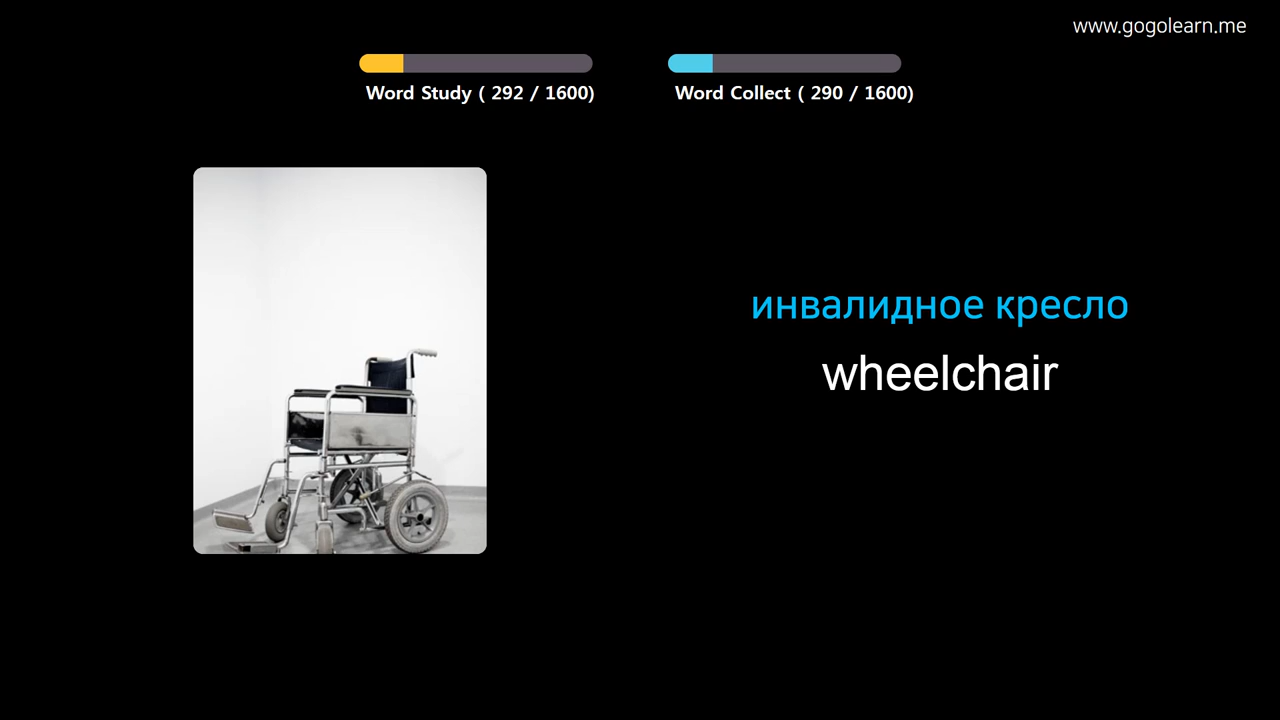 www.gogolearn.me
Word Study ( 292 / 1600)
Word Collect ( 290 / 1600)
инвалидное кресло
wheelchair